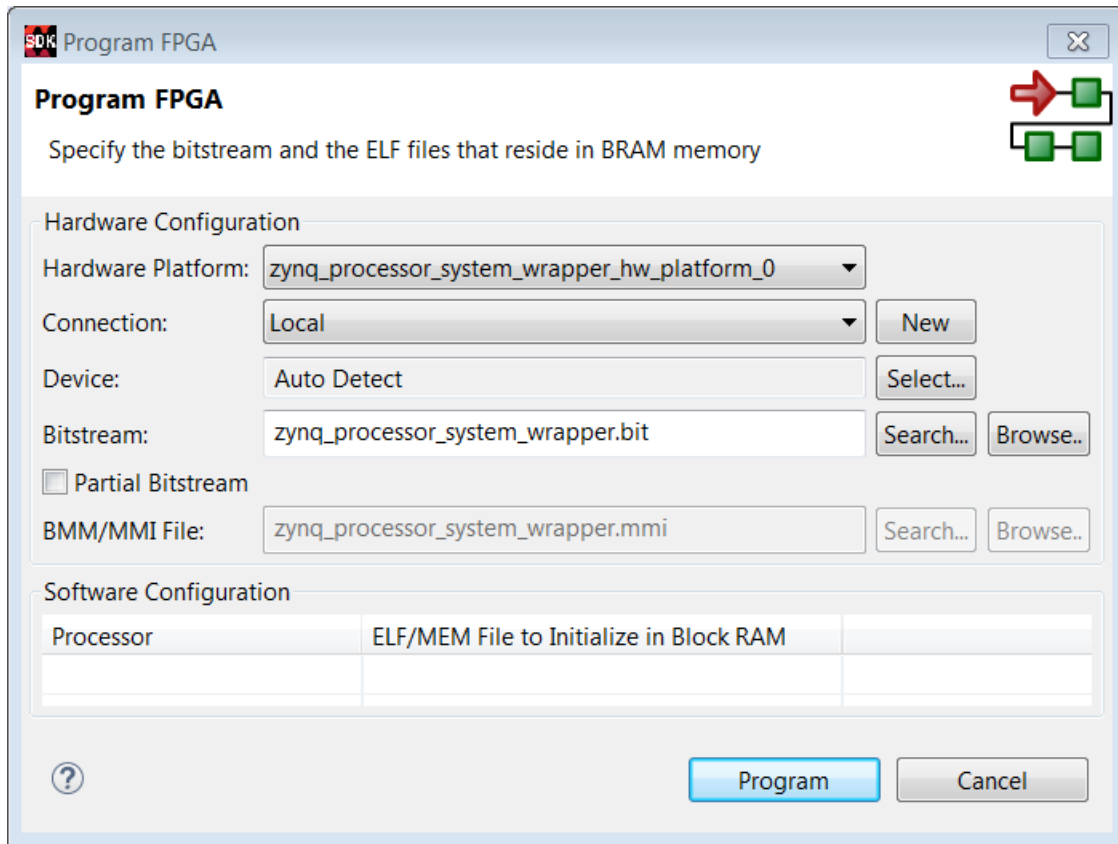 SDK Program FPGA
Program FPGA
Specify the bitstream and the ELF files that reside in BRAM memory
Hardware Configuration
Hardware Platform: zynq_processor_system_wrapper_hw_platform_0
Connection: Local New
Device: Auto Detect Select...
Bitstream: zynq_processor_system_wrapper.bit Search... Browse..
Partial Bitstream
BMM/MMI File: zynq_processor_system_wrapper.mmi Search... Browse..
Software Configuration
Processor ELF/MEM File to Initialize in Block RAM
? Program Cancel